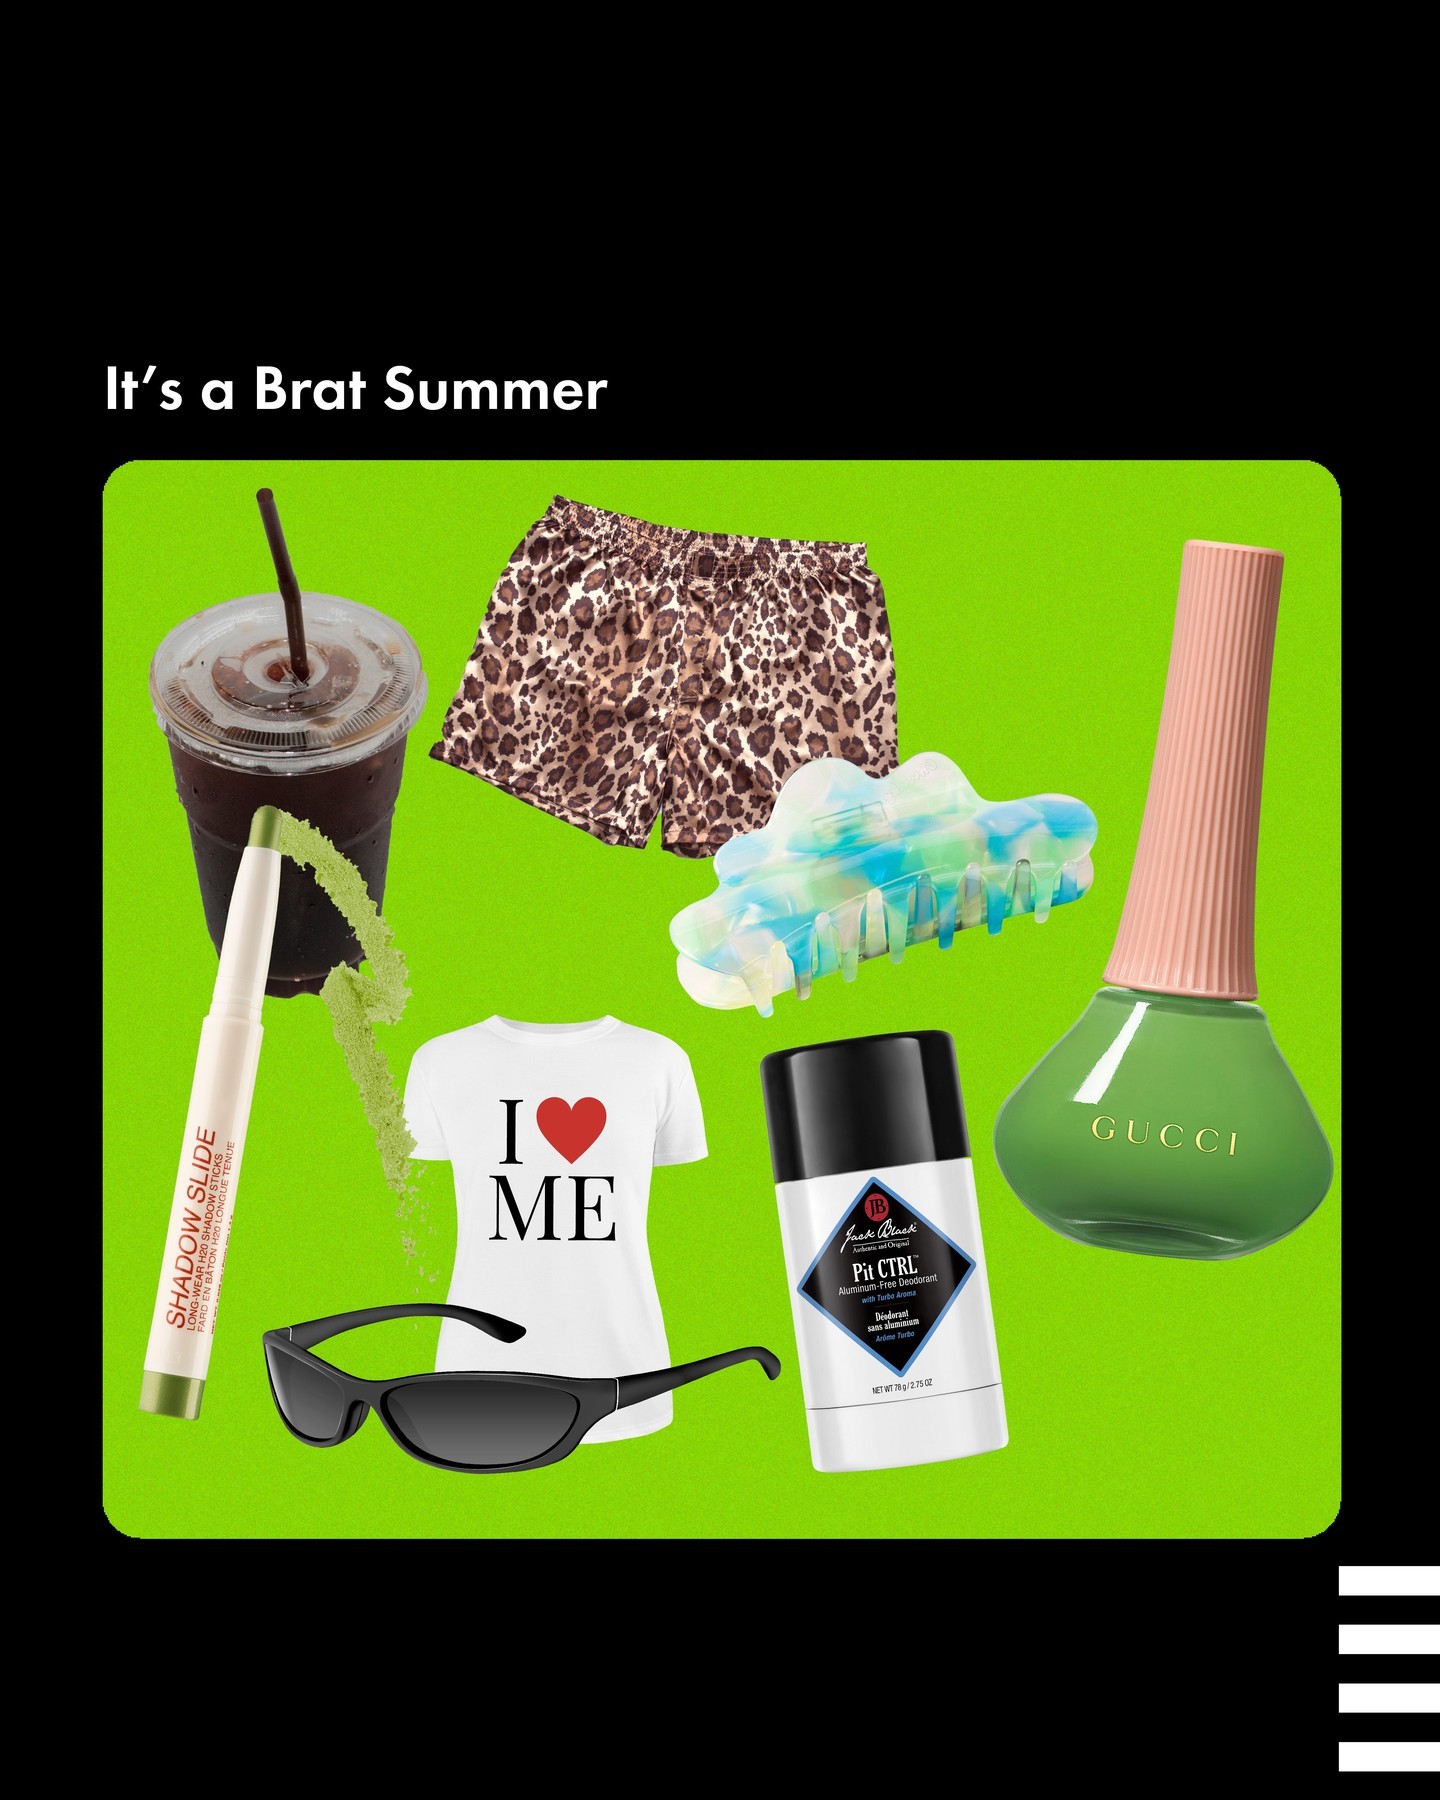 It’s a Brat Summer
SHADOW SLIDE
LONG-WEAR H20 SHADOW STICKS
FARD EN BÂTON H20 LONGUE TENUE
I ♥
ME
GUCCI
JB
Jack Black
Authentic and Original
Pit CTRL™
Aluminum-Free Deodorant
with Turbo Aroma
Déodorant
sans aluminium
Arôme Turbo
NET WT 78 g / 2.75 OZ